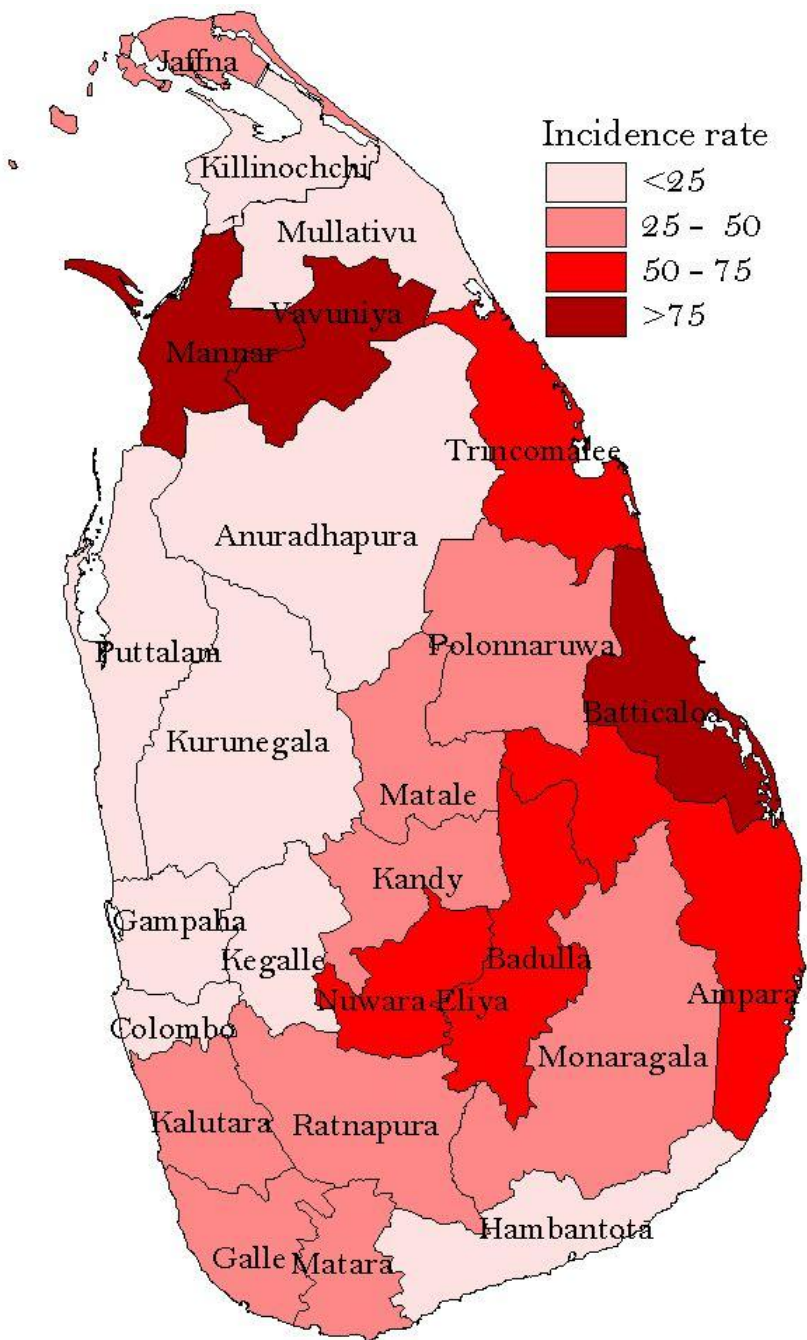 Jaffna
Incidence rate
Killinochchi
<25
25 - 50
Mullativu
50 - 75
>75
Vavuniya
Mannar
Trincomalee
Anuradhapura
Polonnaruwa
Puttalam
Batticaloa
Kurunegala
Matale
Kandy
Gampaha
Kegalle
Badulla
Nuwara-Eliya
Ampara
Colombo
Monaragala
Kalutara
Ratnapura
Hambantota
Galle
Matara